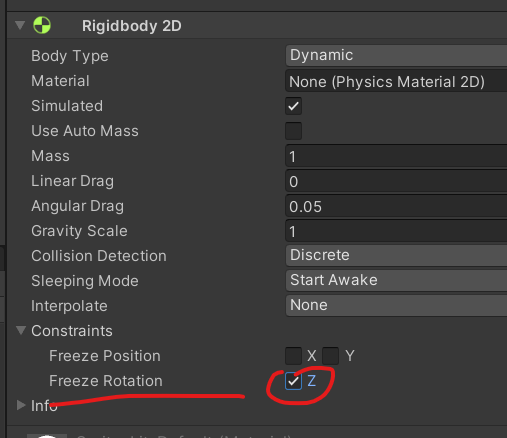 Rigidbody 2D
Body Type Dynamic
Material None (Physics Material 2D)
Simulated
Use Auto Mass
Mass 1
Linear Drag 0
Angular Drag 0.05
Gravity Scale 1
Collision Detection Discrete
Sleeping Mode Start Awake
Interpolate None
Constraints
Freeze Position X Y
Freeze Rotation Z
Info